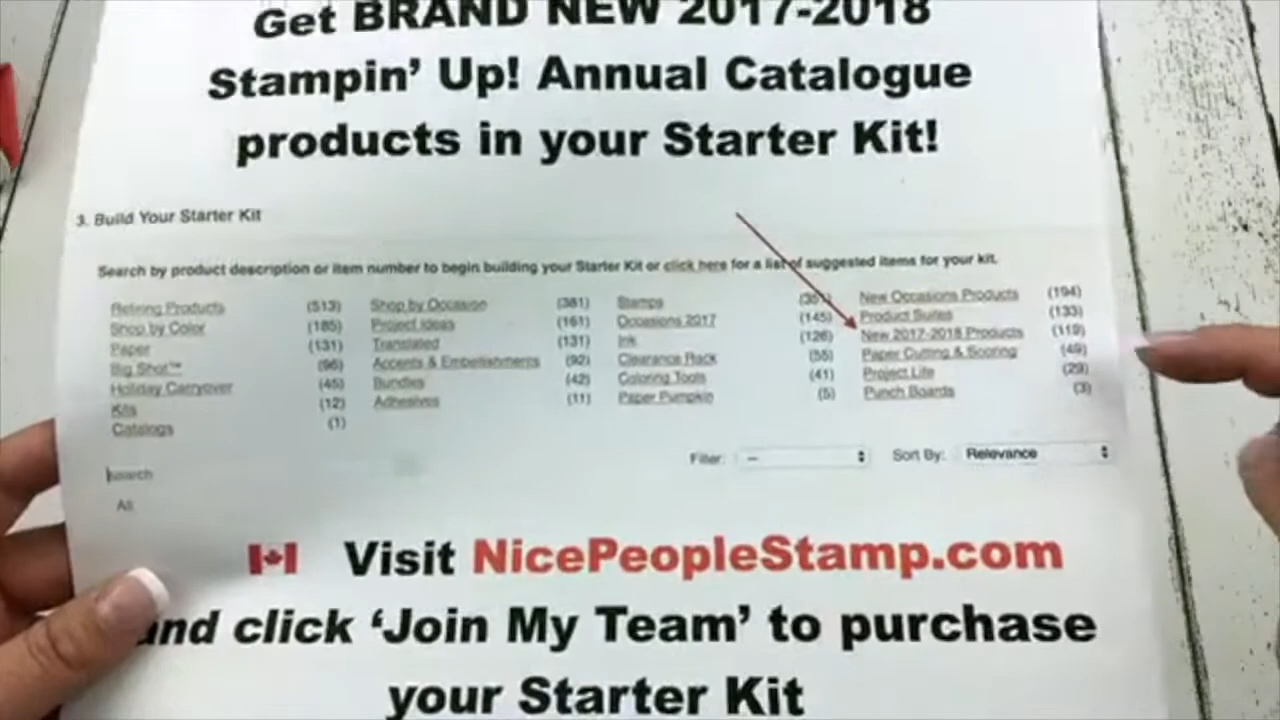 Get BRAND NEW 2017-2018
Stampin' Up! Annual Catalogue
products in your Starter Kit!
3. Build Your Starter Kit
Search by product description or item number to begin building your Starter Kit or click here for a list of suggested items for your kit.
Retiring Products (513) Shop by Occasion (381) Stamps (351) New Occasions Products (194)
Shop by Color (185) Project Ideas (161) Occasions 2017 (145) Product Suites (133)
Paper (131) Translated (131) Ink (126) New 2017-2018 Products (119)
Big Shot™ (96) Accents & Embellishments (92) Clearance Rack (55) Paper Cutting & Scoring (49)
Holiday Carryover (45) Bundles (42) Coloring Tools (41) Project Life (29)
Kits (12) Adhesives (11) Paper Pumpkin (5) Punch Boards (3)
Catalogs (1)
Filter: -- Sort By: Relevance
Search
All
Visit NicePeopleStamp.com
and click 'Join My Team' to purchase
your Starter Kit